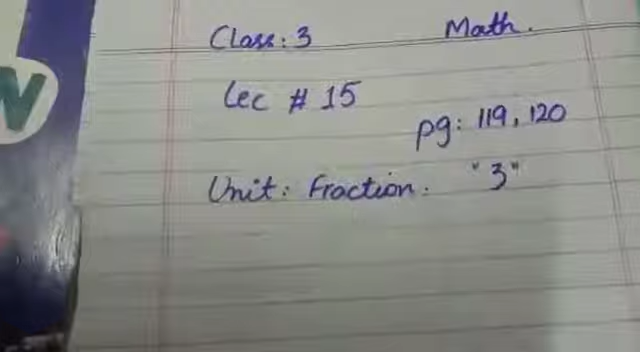 Class: 3 Math.
Lec # 15
pg: 119, 120
Unit: Fraction. "3"